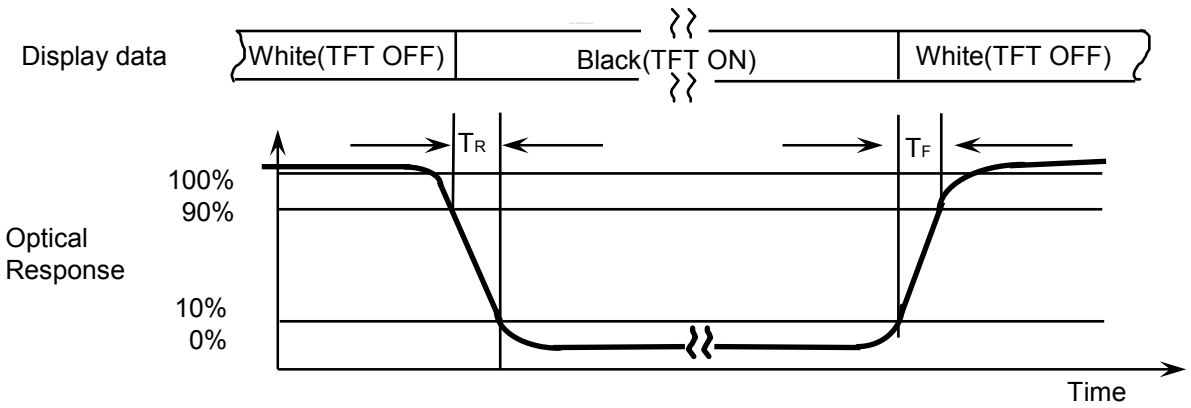 Display data White(TFT OFF) Black(TFT ON) White(TFT OFF)
TR TF
100%
90%
Optical
Response
10%
0%
Time